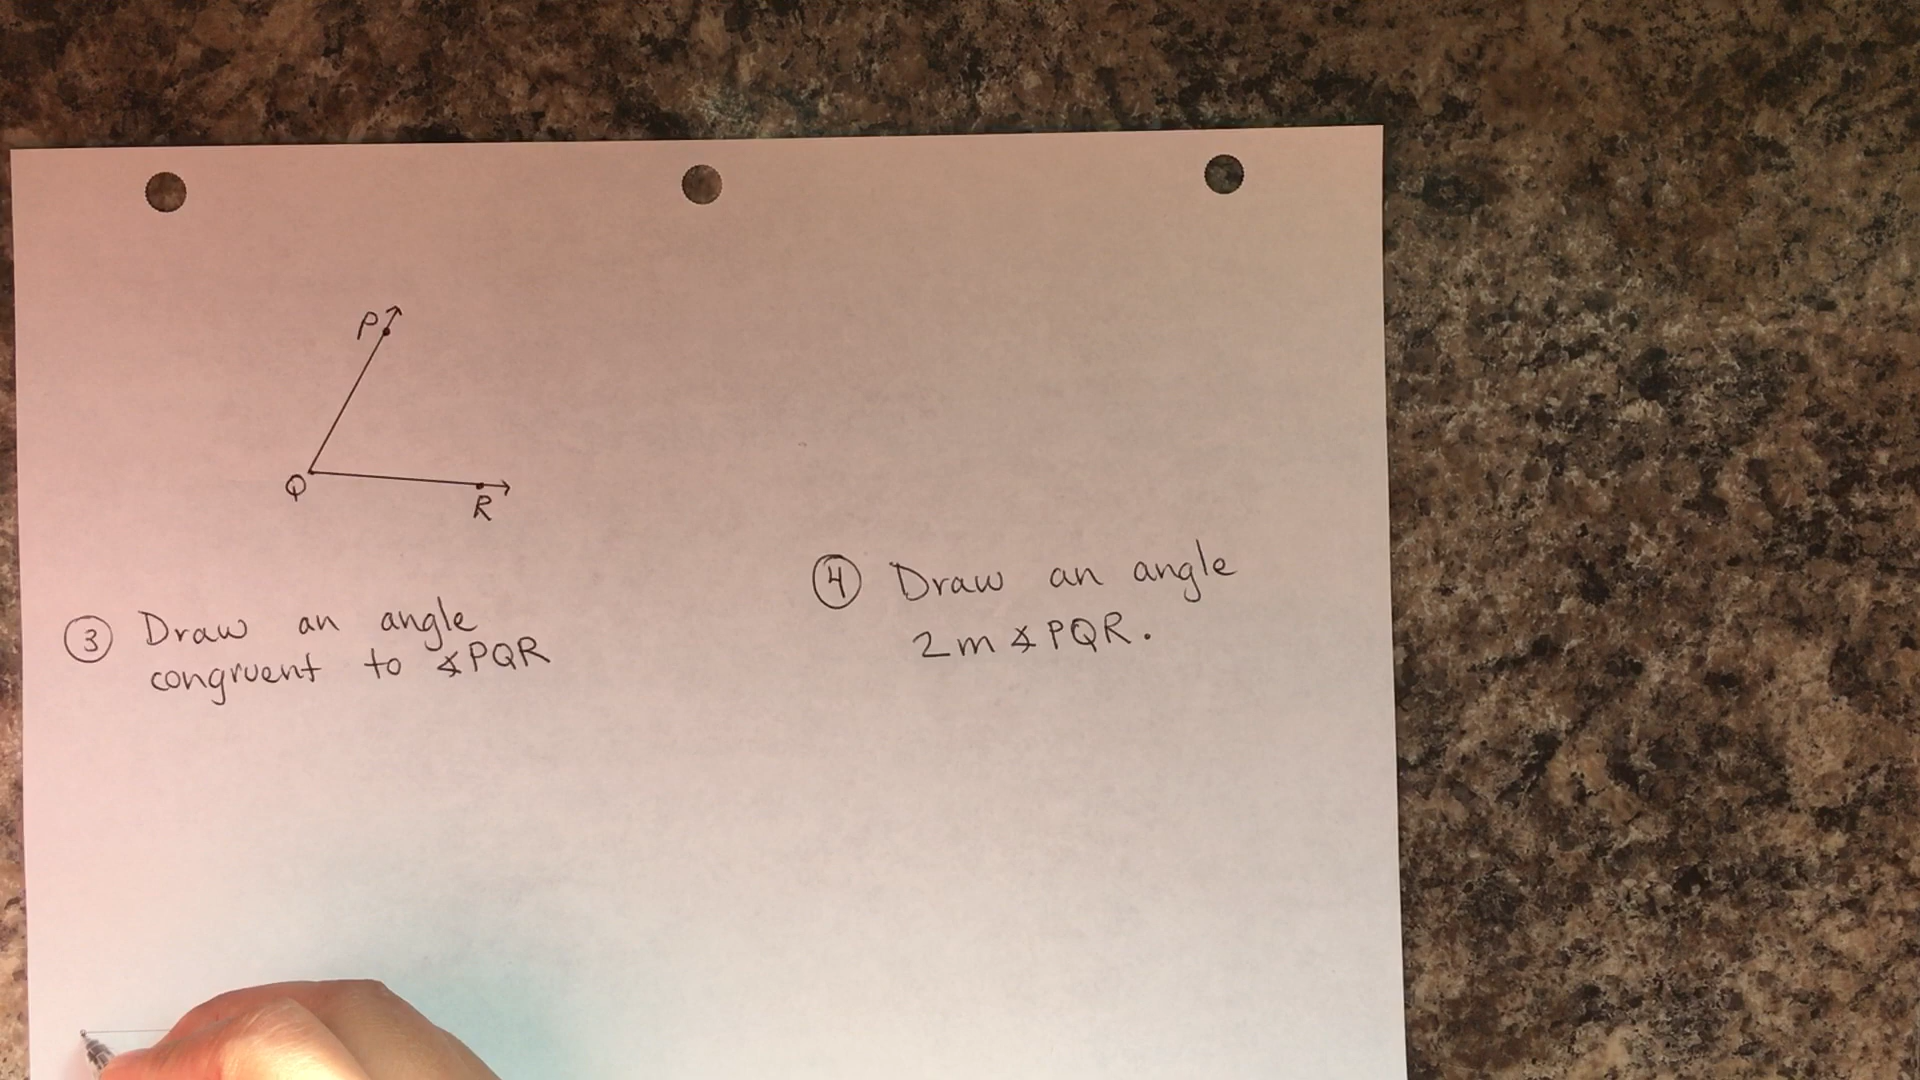 P
Q
R
③ Draw an angle
congruent to ∡PQR
④ Draw an angle
2m∡PQR.